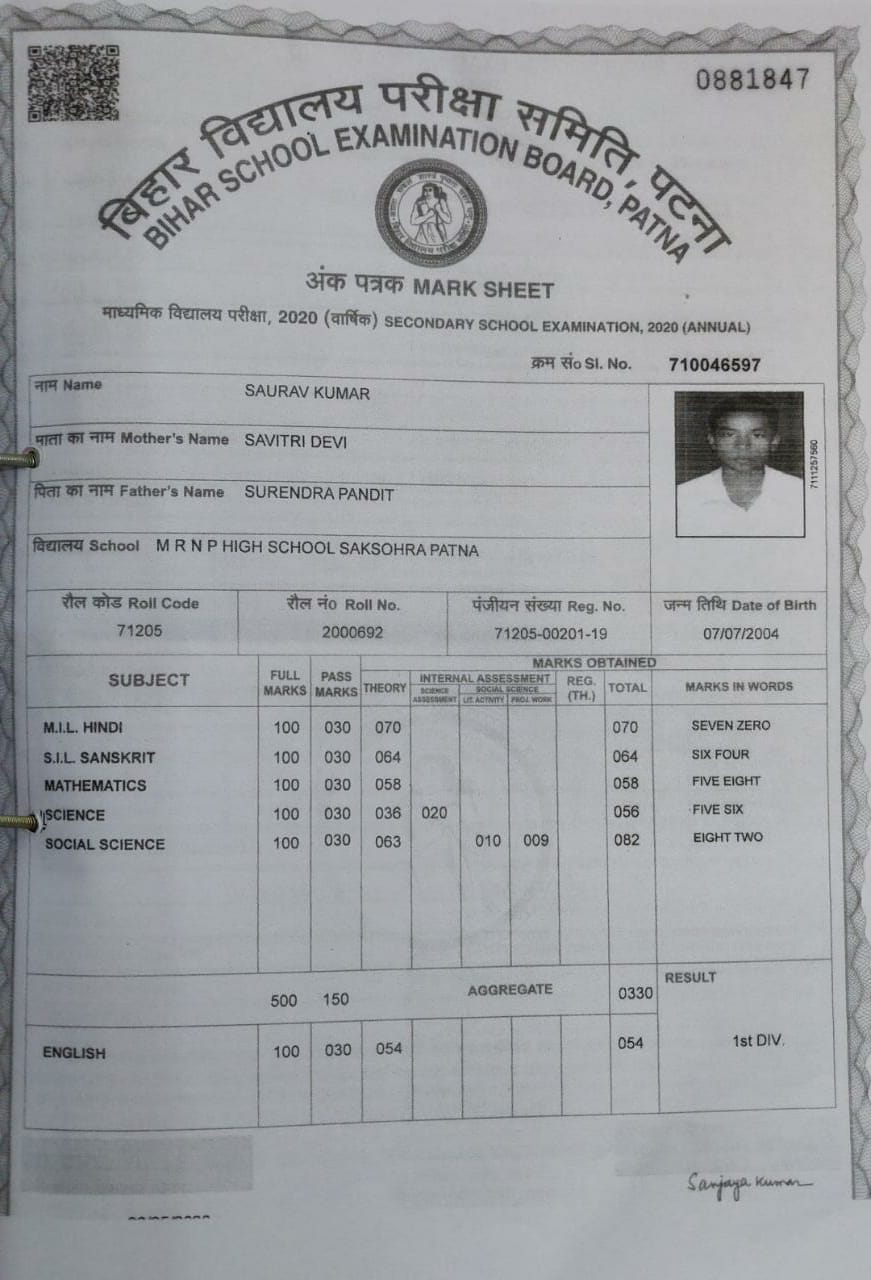 0881847
बिहार विद्यालय परीक्षा समिति, पटना
BIHAR SCHOOL EXAMINATION BOARD, PATNA
अंक पत्रक MARK SHEET
माध्यमिक विद्यालय परीक्षा, 2020 (वार्षिक) SECONDARY SCHOOL EXAMINATION, 2020 (ANNUAL)
क्रम सं० Sl. No. 710046597
नाम Name SAURAV KUMAR
माता का नाम Mother's Name SAVITRI DEVI
7111257560
पिता का नाम Father's Name SURENDRA PANDIT
विद्यालय School M R N P HIGH SCHOOL SAKSOHRA PATNA
रौल कोड Roll Code रौल नं० Roll No. पंजीयन संख्या Reg. No. जन्म तिथि Date of Birth
71205 2000692 71205-00201-19 07/07/2004
MARKS OBTAINED
SUBJECT FULL MARKS PASS MARKS THEORY INTERNAL ASSESSMENT REG. (TH.) TOTAL MARKS IN WORDS
SCIENCE ASSESSMENT SOCIAL SCIENCE
LIT. ACTIVITY PROJ. WORK
M.I.L. HINDI 100 030 070 070 SEVEN ZERO
S.I.L. SANSKRIT 100 030 064 064 SIX FOUR
MATHEMATICS 100 030 058 058 FIVE EIGHT
SCIENCE 100 030 036 020 056 FIVE SIX
SOCIAL SCIENCE 100 030 063 010 009 082 EIGHT TWO
500 150 AGGREGATE 0330 RESULT
ENGLISH 100 030 054 054 1st DIV.
Sanjaya Kumar